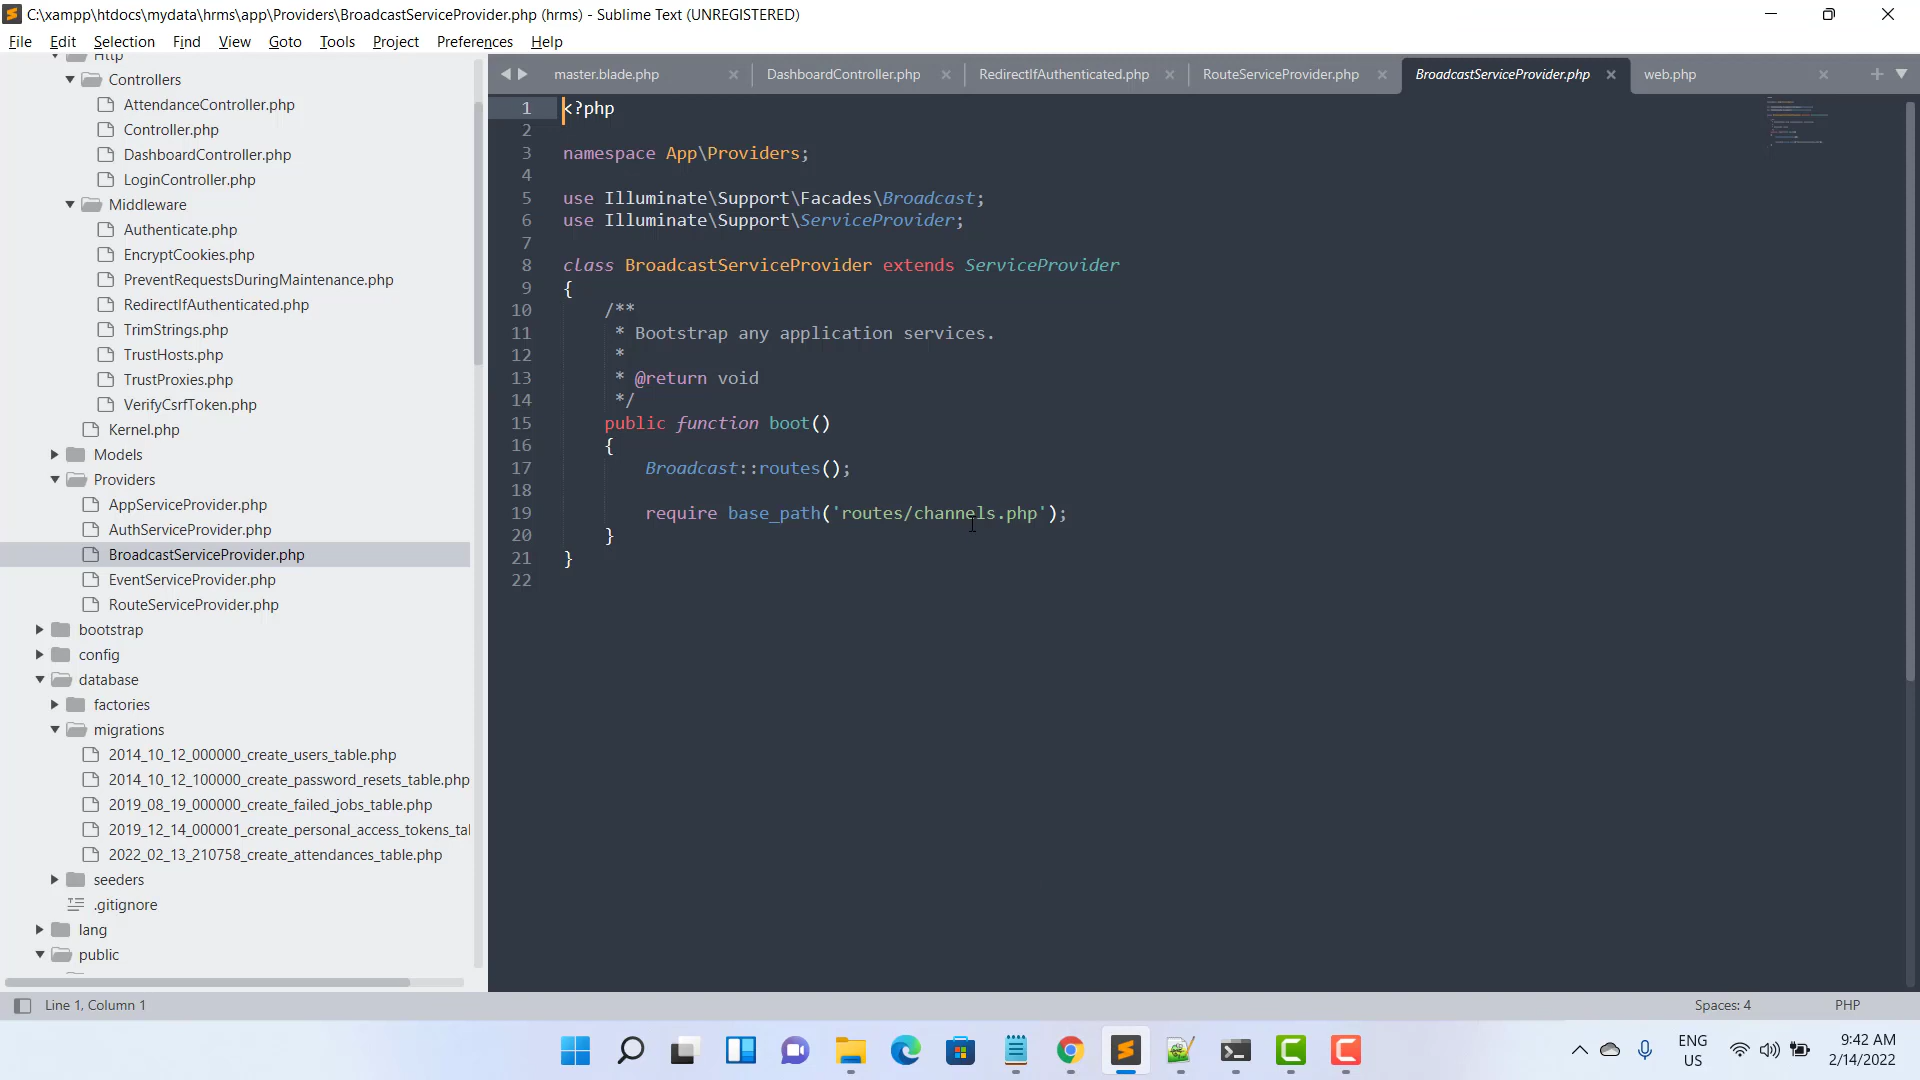 C:\xampp\htdocs\mydata\hrms\app\Providers\BroadcastServiceProvider.php (hrms) - Sublime Text (UNREGISTERED)
File Edit Selection Find View Goto Tools Project Preferences Help
Http
Controllers
AttendanceController.php
Controller.php
DashboardController.php
LoginController.php
Middleware
Authenticate.php
EncryptCookies.php
PreventRequestsDuringMaintenance.php
RedirectIfAuthenticated.php
TrimStrings.php
TrustHosts.php
TrustProxies.php
VerifyCsrfToken.php
Kernel.php
Models
Providers
AppServiceProvider.php
AuthServiceProvider.php
BroadcastServiceProvider.php
EventServiceProvider.php
RouteServiceProvider.php
bootstrap
config
database
factories
migrations
2014_10_12_000000_create_users_table.php
2014_10_12_100000_create_password_resets_table.php
2019_08_19_000000_create_failed_jobs_table.php
2019_12_14_000001_create_personal_access_tokens_ta
2022_02_13_210758_create_attendances_table.php
seeders
.gitignore
lang
public
master.blade.php DashboardController.php RedirectIfAuthenticated.php RouteServiceProvider.php BroadcastServiceProvider.php web.php
1 <?php
2
3 namespace App\Providers;
4
5 use Illuminate\Support\Facades\Broadcast;
6 use Illuminate\Support\ServiceProvider;
7
8 class BroadcastServiceProvider extends ServiceProvider
9 {
10 /**
11 * Bootstrap any application services.
12 *
13 * @return void
14 */
15 public function boot()
16 {
17 Broadcast::routes();
18
19 require base_path('routes/channels.php');
20 }
21 }
22
Line 1, Column 1 Spaces: 4 PHP
ENG
US
9:42 AM
2/14/2022